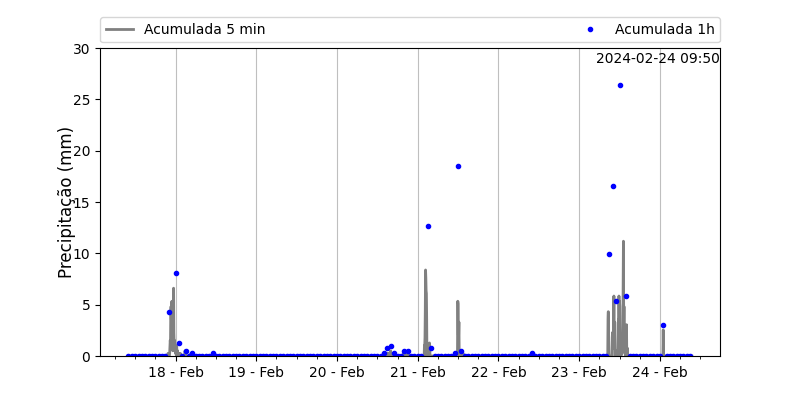 Acumulada 5 min
Acumulada 1h
2024-02-24 09:50
Precipitação (mm)
30
25
20
15
10
5
0
18 - Feb
19 - Feb
20 - Feb
21 - Feb
22 - Feb
23 - Feb
24 - Feb